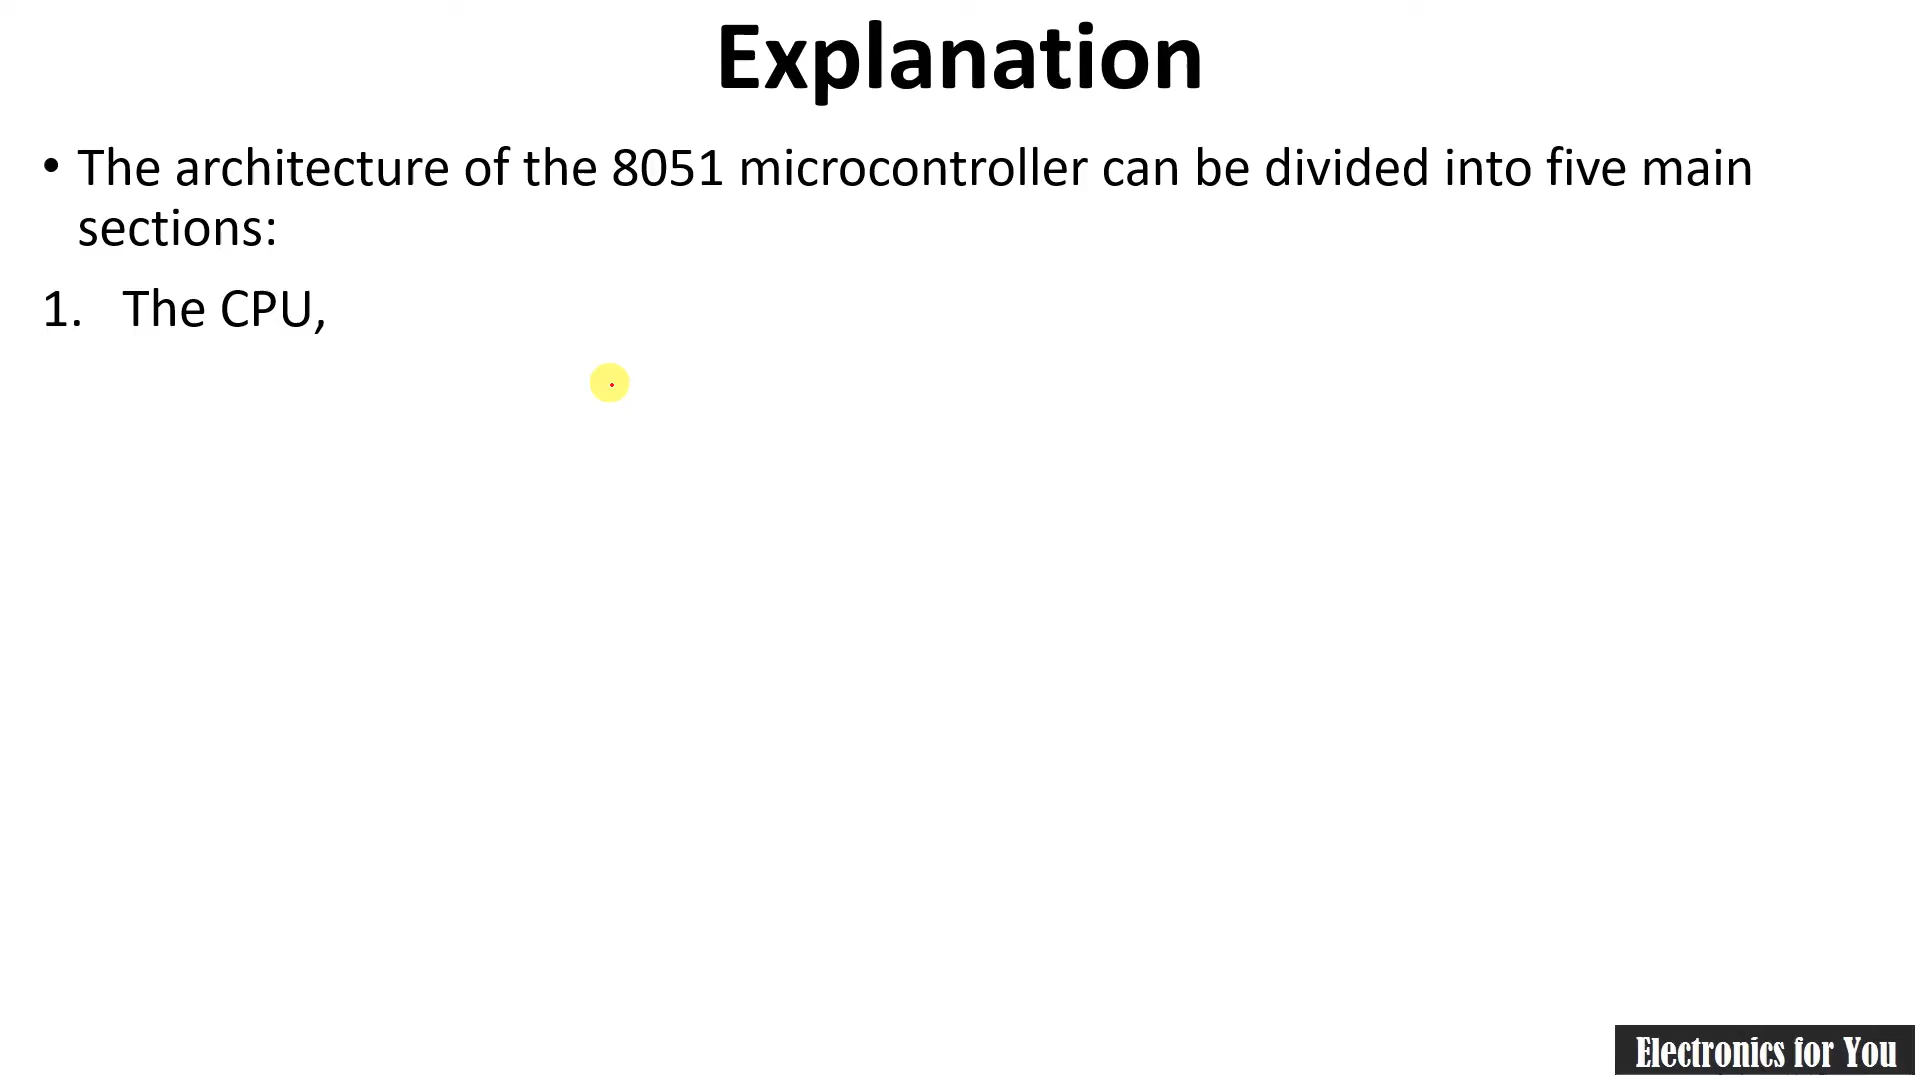 Explanation
• The architecture of the 8051 microcontroller can be divided into five main
sections:
1. The CPU,
Electronics for You